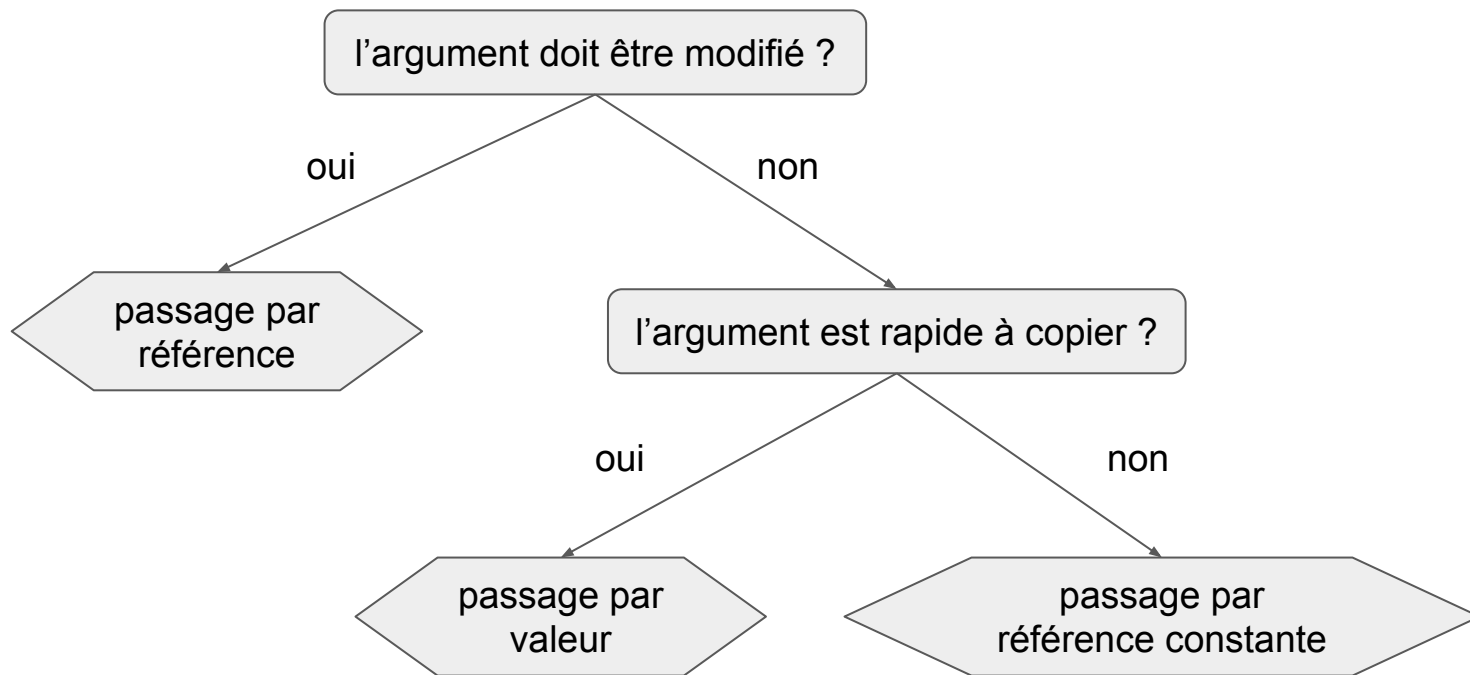 l’argument doit être modifié ?
oui
non
passage par
référence
l’argument est rapide à copier ?
oui
non
passage par
valeur
passage par
référence constante